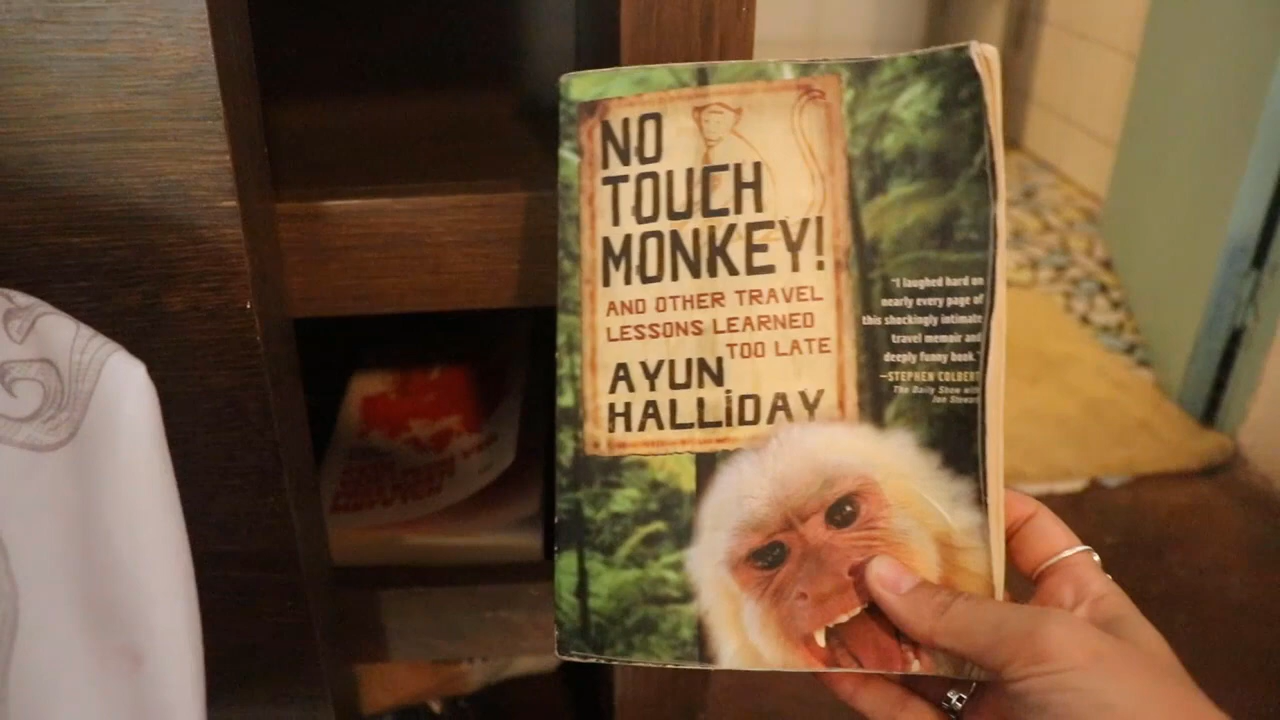 NO
TOUCH
MONKEY!
AND OTHER TRAVEL
LESSONS LEARNED
TOO LATE
AYUN
HALLiDAY
"I laughed hard on
nearly every page of
this shockingly intimate
travel memoir and
deeply funny book."
—STEPHEN COLBERT
The Daily Show with
Jon Stewart